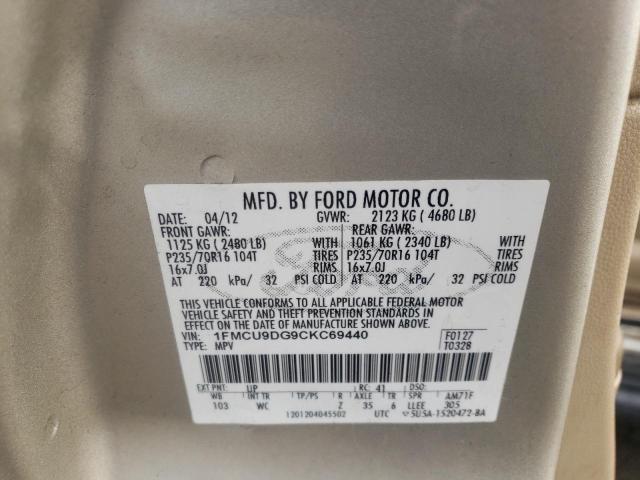 MFD. BY FORD MOTOR CO.
DATE: 04/12 GVWR: 2123 KG ( 4680 LB)
FRONT GAWR: REAR GAWR:
1125 KG ( 2480 LB) WITH 1061 KG ( 2340 LB) WITH
P235/70R16 104T TIRES P235/70R16 104T TIRES
16x7.0J RIMS 16x7.0J RIMS
AT 220 kPa/ 32 PSI COLD AT 220 kPa/ 32 PSI COLD
THIS VEHICLE CONFORMS TO ALL APPLICABLE FEDERAL MOTOR
VEHICLE SAFETY AND THEFT PREVENTION STANDARDS IN
EFFECT ON THE DATE OF MANUFACTURE SHOWN ABOVE.
VIN: 1FMCU9DG9CKC69440 F0127
TYPE: MPV T0328
EXT PNT: UP RC: 41 DSO:
WB INT TR TP/PS R AXLE TR SPR AM71F
103 WC Z 35 6 LLEE 305
1201204045502 UTC 5U5A-1520472-BA